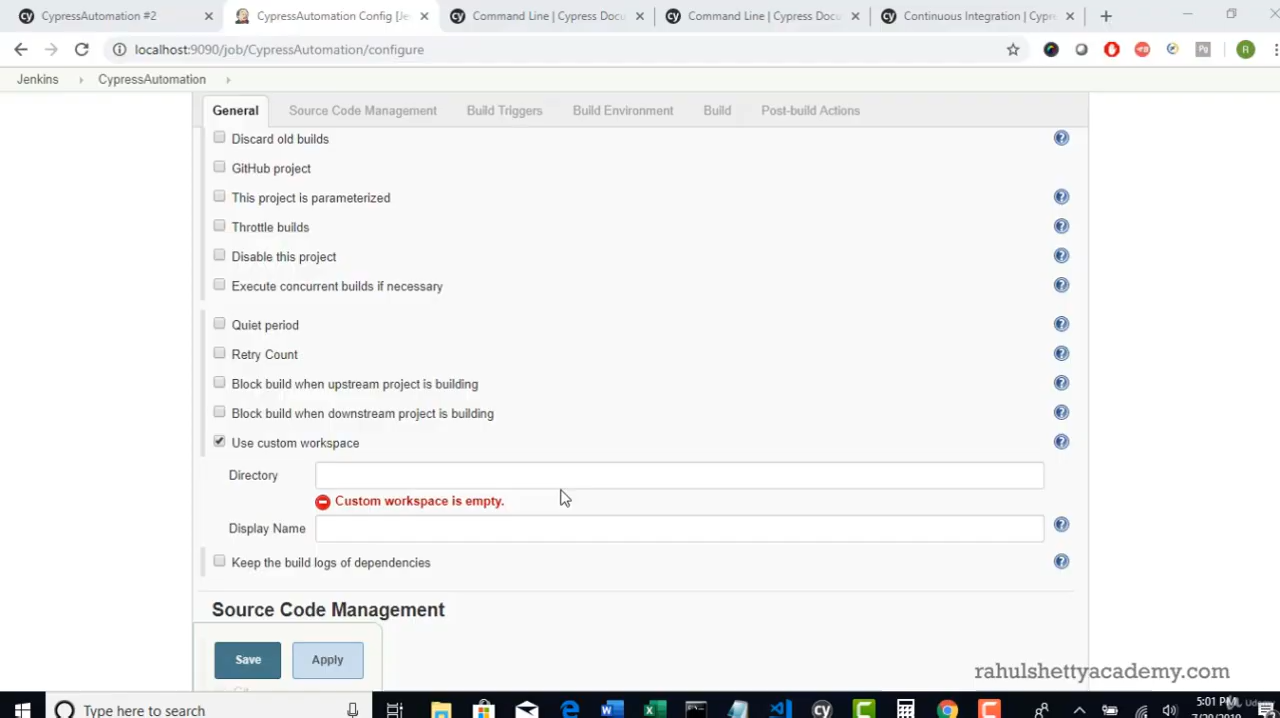 CypressAutomation #2
CypressAutomation Config [Je
Command Line | Cypress Docu
Command Line | Cypress Docu
Continuous Integration | Cypre
localhost:9090/job/CypressAutomation/configure
Jenkins
CypressAutomation
General
Source Code Management
Build Triggers
Build Environment
Build
Post-build Actions
Discard old builds
GitHub project
This project is parameterized
Throttle builds
Disable this project
Execute concurrent builds if necessary
Quiet period
Retry Count
Block build when upstream project is building
Block build when downstream project is building
Use custom workspace
Directory
Custom workspace is empty.
Display Name
Keep the build logs of dependencies
Source Code Management
Save
Apply
rahulshettyacademy.com
Type here to search
5:01 PM